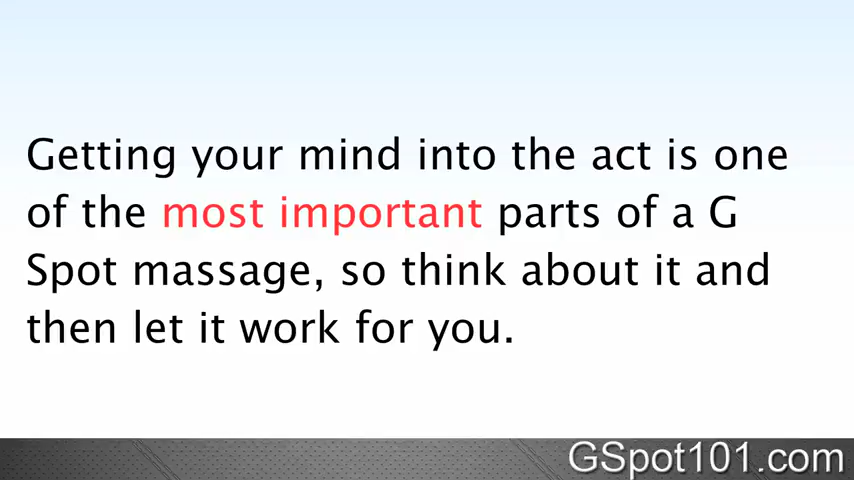 Getting your mind into the act is one
of the most important parts of a G
Spot massage, so think about it and
then let it work for you.
GSpot101.com